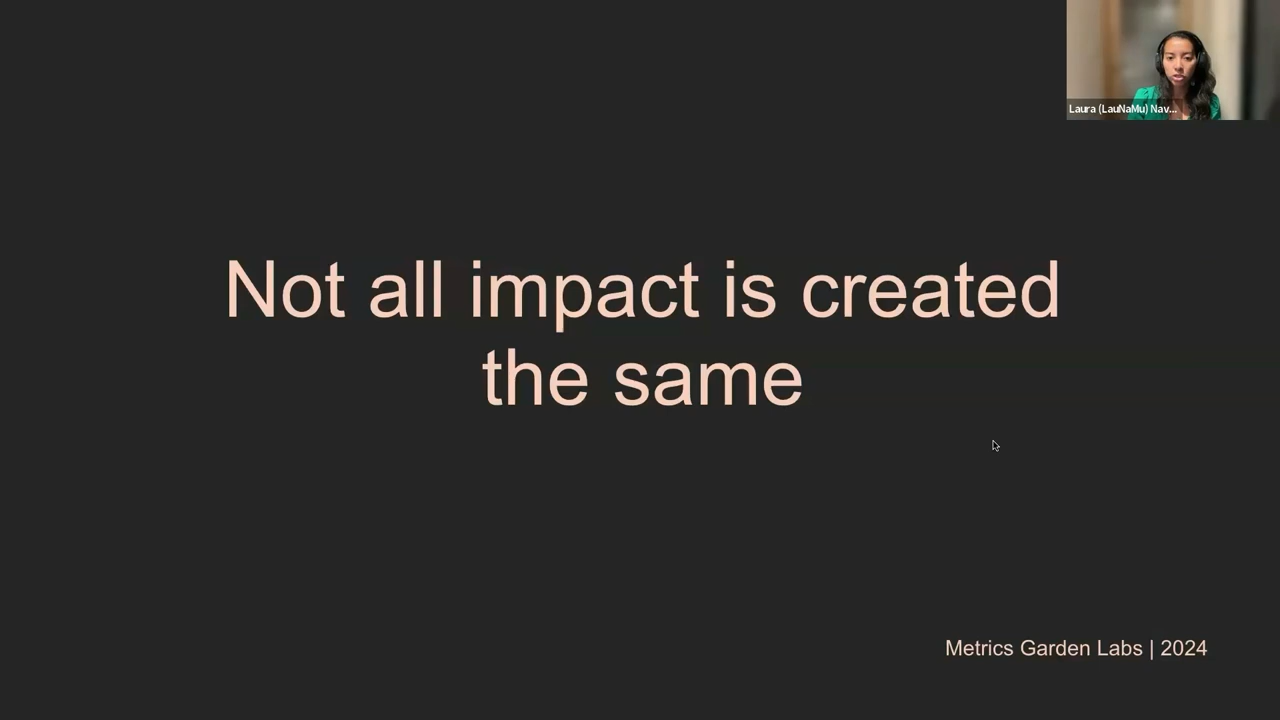 Laura (LauNaMu) Nav...
Not all impact is created
the same
Metrics Garden Labs | 2024